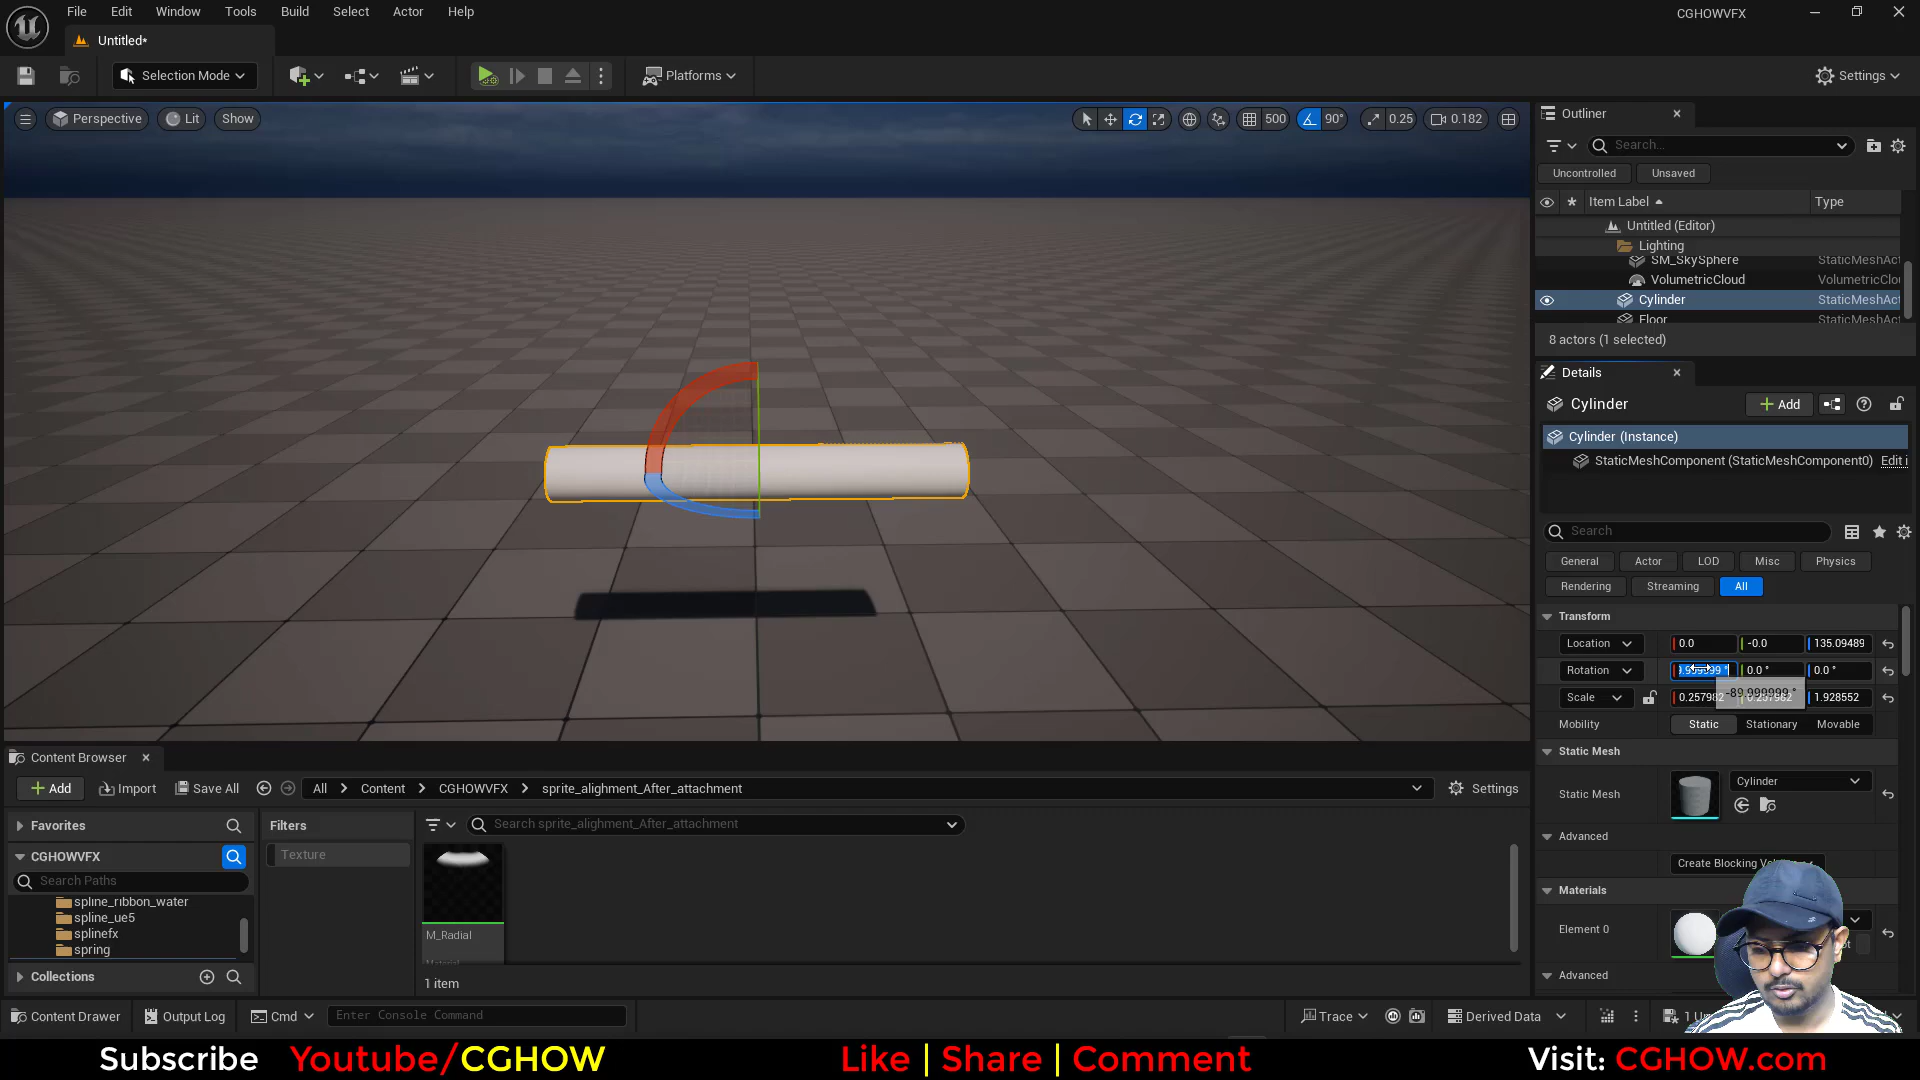 File Edit Window Tools Build Select Actor Help
CGHOWVFX
Untitled*
Selection Mode
Platforms
Settings
Perspective
Lit
Show
500
90°
0.25
0.182
Outliner
Search...
Uncontrolled
Unsaved
Item Label
Type
Untitled (Editor)
Lighting
SM_SkySphere StaticMeshAct
VolumetricCloud VolumetricClo
Cylinder StaticMeshAct
Floor StaticMeshAct
8 actors (1 selected)
Details
Cylinder
Add
Cylinder (Instance)
StaticMeshComponent (StaticMeshComponent0) Edit i
Search
General Actor LOD Misc Physics
Rendering Streaming All
Transform
Location 0.0 -0.0 135.09489
Rotation 0.0 ° 0.0 °
-89.999999 °
Scale 0.257982 1.928552
Mobility Static Stationary Movable
Static Mesh
Static Mesh Cylinder
Advanced
Create Blocking
Materials
Element 0
Advanced
Content Browser
Add Import Save All All Content CGHOWVFX sprite_alighment_After_attachment Settings
Favorites
CGHOWVFX
Search Paths
spline_ribbon_water
spline_ue5
splinefx
spring
Collections
Filters
Texture
Search sprite_alighment_After_attachment
M_Radial
Material
1 item
Content Drawer Output Log Cmd Enter Console Command Trace Derived Data
Subscribe Youtube/CGHOW Like | Share | Comment Visit: CGHOW.com